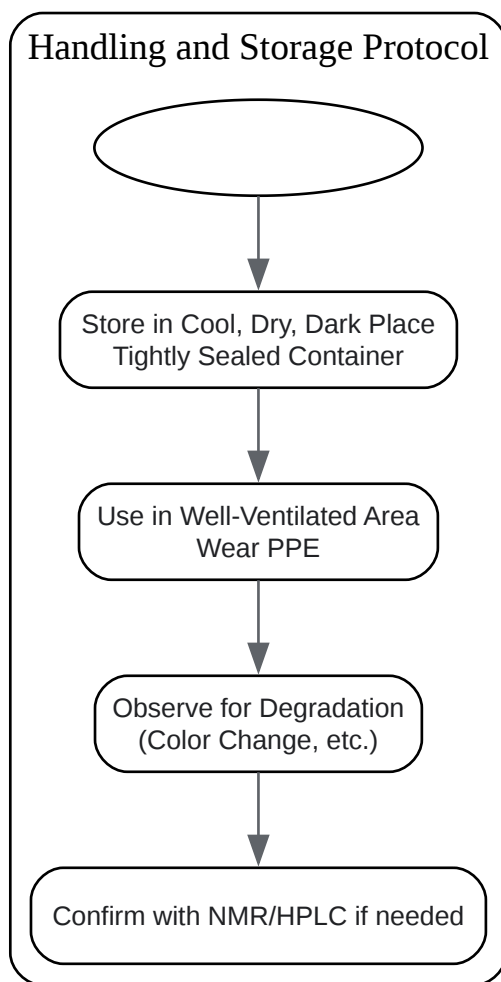 Handling and Storage Protocol
Store in Cool, Dry, Dark Place
Tightly Sealed Container
Use in Well-Ventilated Area
Wear PPE
Observe for Degradation
(Color Change, etc.)
Confirm with NMR/HPLC if needed